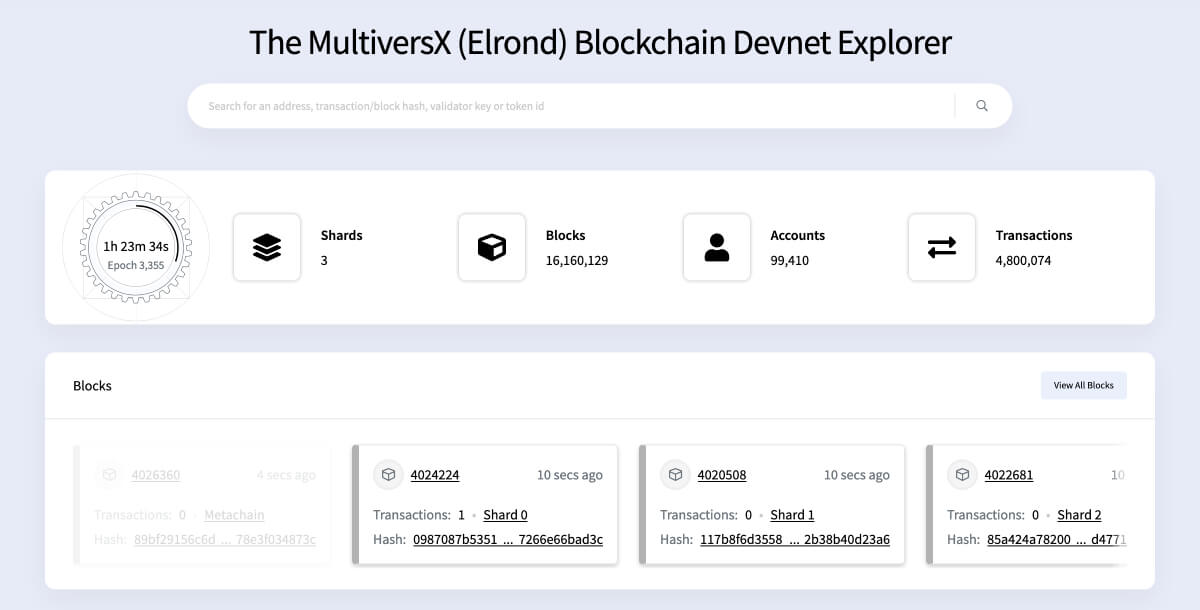 The MultiversX (Elrond) Blockchain Devnet Explorer
Search for an address, transaction/block hash, validator key or token id
1h 23m 34s
Epoch 3,355
Shards
3
Blocks
16,160,129
Accounts
99,410
Transactions
4,800,074
Blocks
View All Blocks
4026360 4 secs ago
Transactions: 0 • Metachain
Hash: 89bf29156c6d ... 78e3f034873c
4024224 10 secs ago
Transactions: 1 • Shard 0
Hash: 0987087b5351 ... 7266e66bad3c
4020508 10 secs ago
Transactions: 0 • Shard 1
Hash: 117b8f6d3558 ... 2b38b40d23a6
4022681 10
Transactions: 0 • Shard 2
Hash: 85a424a78200 ... d4771